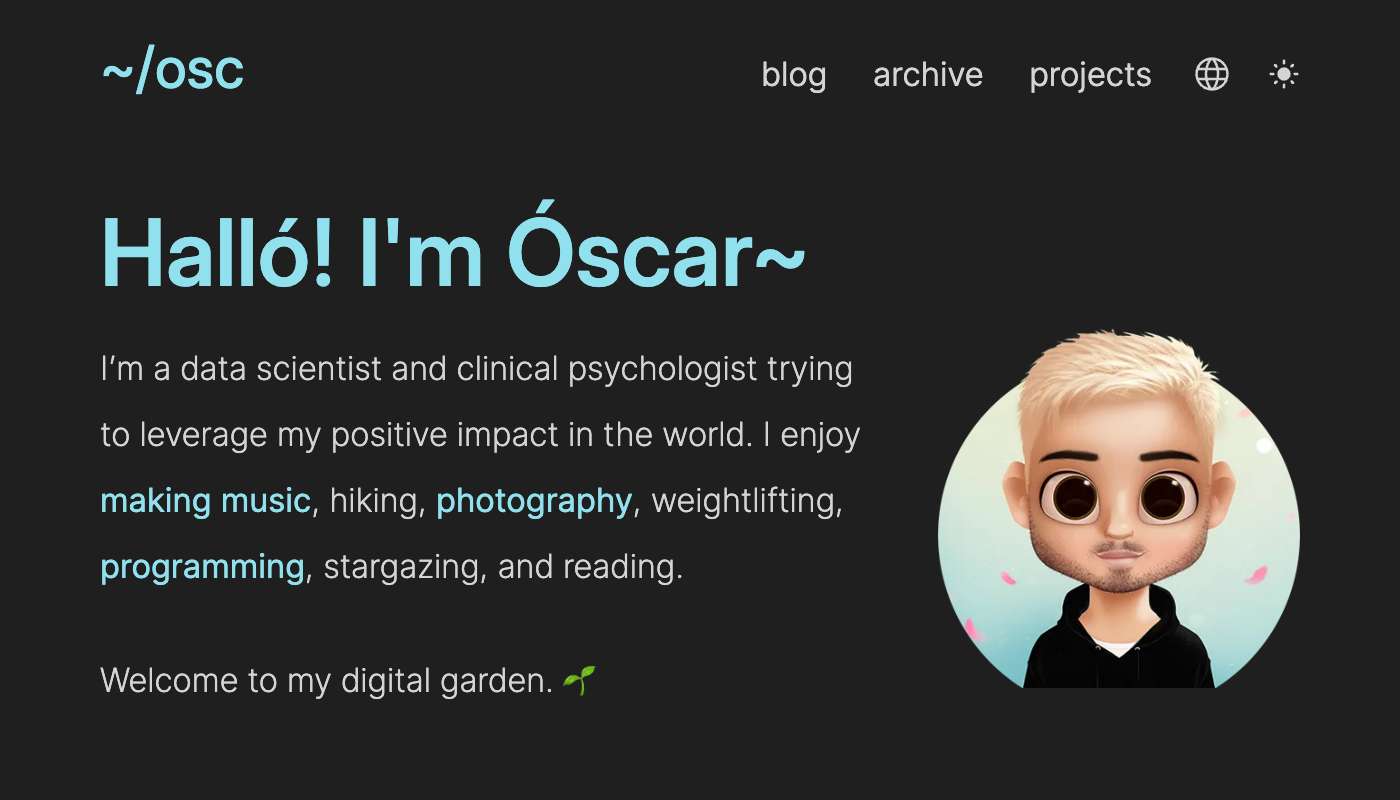 ~/osc
blog archive projects
Halló! I'm Óscar~
I’m a data scientist and clinical psychologist trying
to leverage my positive impact in the world. I enjoy
making music, hiking, photography, weightlifting,
programming, stargazing, and reading.
Welcome to my digital garden. 🌱